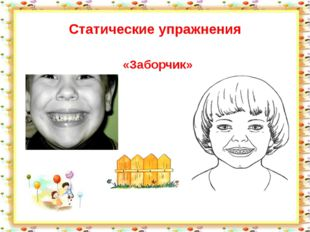 Статические упражнения
«Заборчик»